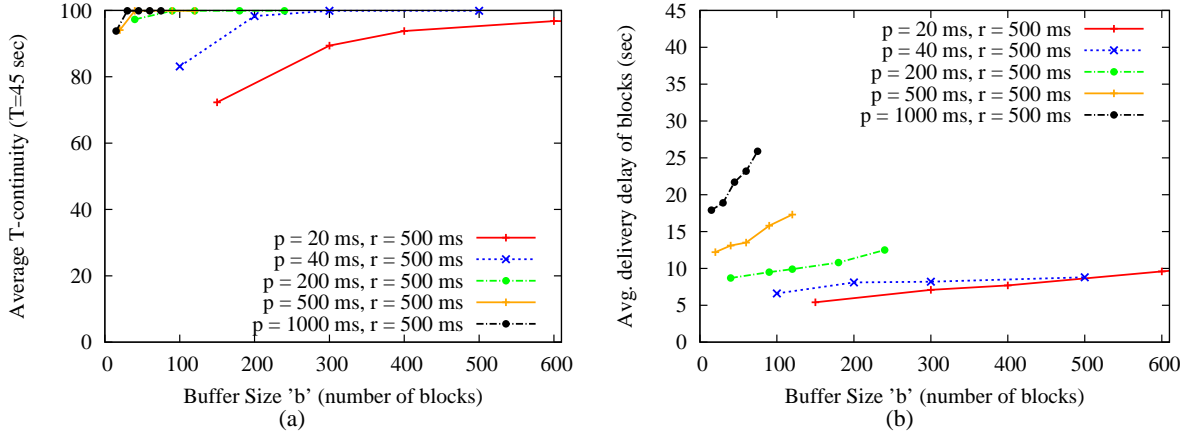 100
80
60
40
20
0
Average T-continuity (T=45 sec)
p = 20 ms, r = 500 ms
p = 40 ms, r = 500 ms
p = 200 ms, r = 500 ms
p = 500 ms, r = 500 ms
p = 1000 ms, r = 500 ms
0 100 200 300 400 500 600
Buffer Size 'b' (number of blocks)
(a)
45
40
35
30
25
20
15
10
5
0
Avg. delivery delay of blocks (sec)
p = 20 ms, r = 500 ms
p = 40 ms, r = 500 ms
p = 200 ms, r = 500 ms
p = 500 ms, r = 500 ms
p = 1000 ms, r = 500 ms
0 100 200 300 400 500 600
Buffer Size 'b' (number of blocks)
(b)